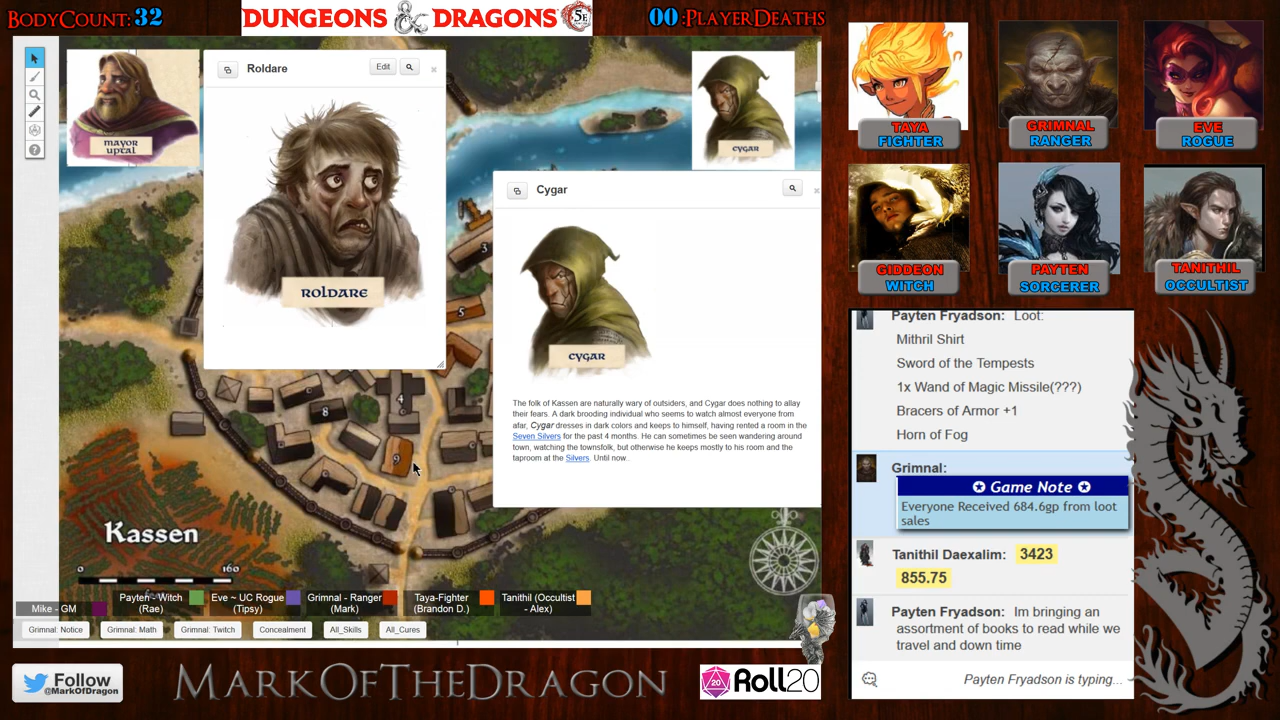 BodyCount: 32
DUNGEONS & DRAGONS 5E
00 :PlayerDeaths
MAYOR
UPTAL
Roldare
Edit
ROLDARE
CYGAR
Cygar
CYGAR
The folk of Kassen are naturally wary of outsiders, and Cygar does nothing to allay
their fears. A dark brooding individual who seems to watch almost everyone from
afar, Cygar dresses in dark colors and keeps to himself, having rented a room in the
Seven Silvers for the past 4 months. He can sometimes be seen wandering around
town, watching the townsfolk, but otherwise he keeps mostly to his room and the
taproom at the Silvers. Until now.
3
5
4
8
9
Kassen
0 160
Mike - GM
Payten - Witch
(Rae)
Eve ~ UC Rogue
(Tipsy)
Grimnal - Ranger
(Mark)
Taya-Fighter
(Brandon D.)
Tanithil (Occultist
- Alex)
Grimnal: Notice
Grimnal: Math
Grimnal: Twitch
Concealment
All_Skills
All_Cures
TAYA
FIGHTER
GRIMNAL
RANGER
EVE
ROGUE
GIDDEON
WITCH
PAYTEN
SORCERER
TANITHIL
OCCULTIST
Payten Fryadson: Loot:
Mithril Shirt
Sword of the Tempests
1x Wand of Magic Missile(???)
Bracers of Armor +1
Horn of Fog
Grimnal:
✪ Game Note ✪
Everyone Received 684.6gp from loot
sales
Tanithil Daexalim: 3423
855.75
Payten Fryadson: Im bringing an
assortment of books to read while we
travel and down time
Payten Fryadson is typing...
Follow
@MarkOfDragon
MarkOfTheDragon
20
Roll20